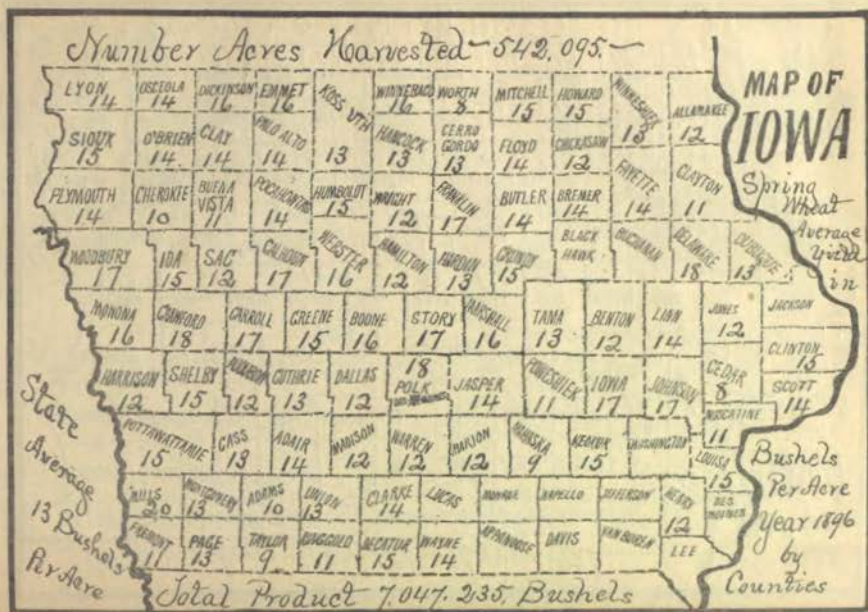 Number Acres Harvested - 542,095.-
MAP OF
IOWA
Spring
Wheat
Average
Yield
in
Bushels
Per Acre
Year 1896
by
Counties
LYON 14 OSCEOLA 14 DICKINSON 16 EMMET 16 KOSSUTH 13 WINNEBAGO 16 WORTH 8 MITCHELL 15 HOWARD 15 WINNESHIEK 13 ALLAMAKEE 12
SIOUX 15 O'BRIEN 14 CLAY 14 PALO ALTO 14 HANCOCK 13 CERRO GORDO 13 FLOYD 14 CHICKASAW 12 FAYETTE 14 CLAYTON 11
PLYMOUTH 14 CHEROKIE 10 BUENA VISTA 11 POCAHONTAS 14 HUMBOLDT 15 WRIGHT 12 FRANKLIN 17 BUTLER 14 BREMER 14
WOODBURY 17 IDA 15 SAC 12 CALHOUN 17 WEBSTER 16 HAMILTON 12 HARDIN 13 GRUNDY 15 BLACK HAWK BUCHANAN DELAWARE 18 DUBUQUE 13
MONONA 16 CRAWFORD 18 CARROLL 17 GREENE 15 BOONE 16 STORY 17 MARSHALL 16 TAMA 13 BENTON 12 LINN 14 JONES 12 JACKSON
CLINTON 15
HARRISON 12 SHELBY 15 AUDUBON 12 GUTHRIE 13 DALLAS 12 18 POLK JASPER 14 POWESHIEK 11 IOWA 17 JOHNSON 17 CEDAR 8 SCOTT 14
MUSCATINE 11
POTTAWATTAMIE 15 CASS 13 ADAIR 14 MADISON 12 WARREN 12 MARION 12 MAHASKA 9 KEOKUK 15 WASHINGTON LOUISA 15
MILLS 20 MONTGOMERY 13 ADAMS 10 UNION 13 CLARKE 14 LUCAS MONROE WAPELLO JEFFERSON HENRY 12 DES MOINES
FREMONT 11 PAGE 13 TAYLOR 9 RINGGOLD 11 DECATUR 15 WAYNE 14 APPANOOSE DAVIS VAN BUREN LEE
State
Average
13 Bushels
Per Acre
Total Product 7,047,235, Bushels